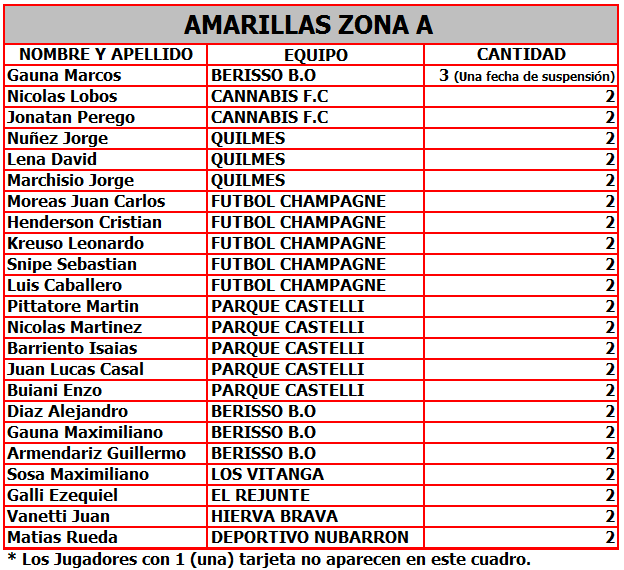 AMARILLAS ZONA A
NOMBRE Y APELLIDO EQUIPO CANTIDAD
Gauna Marcos BERISSO B.O 3 (Una fecha de suspensión)
Nicolas Lobos CANNABIS F.C 2
Jonatan Perego CANNABIS F.C 2
Nuñez Jorge QUILMES 2
Lena David QUILMES 2
Marchisio Jorge QUILMES 2
Moreas Juan Carlos FUTBOL CHAMPAGNE 2
Henderson Cristian FUTBOL CHAMPAGNE 2
Kreuso Leonardo FUTBOL CHAMPAGNE 2
Snipe Sebastian FUTBOL CHAMPAGNE 2
Luis Caballero FUTBOL CHAMPAGNE 2
Pittatore Martin PARQUE CASTELLI 2
Nicolas Martinez PARQUE CASTELLI 2
Barriento Isaias PARQUE CASTELLI 2
Juan Lucas Casal PARQUE CASTELLI 2
Buiani Enzo PARQUE CASTELLI 2
Diaz Alejandro BERISSO B.O 2
Gauna Maximiliano BERISSO B.O 2
Armendariz Guillermo BERISSO B.O 2
Sosa Maximiliano LOS VITANGA 2
Galli Ezequiel EL REJUNTE 2
Vanetti Juan HIERVA BRAVA 2
Matias Rueda DEPORTIVO NUBARRON 2
* Los Jugadores con 1 (una) tarjeta no aparecen en este cuadro.